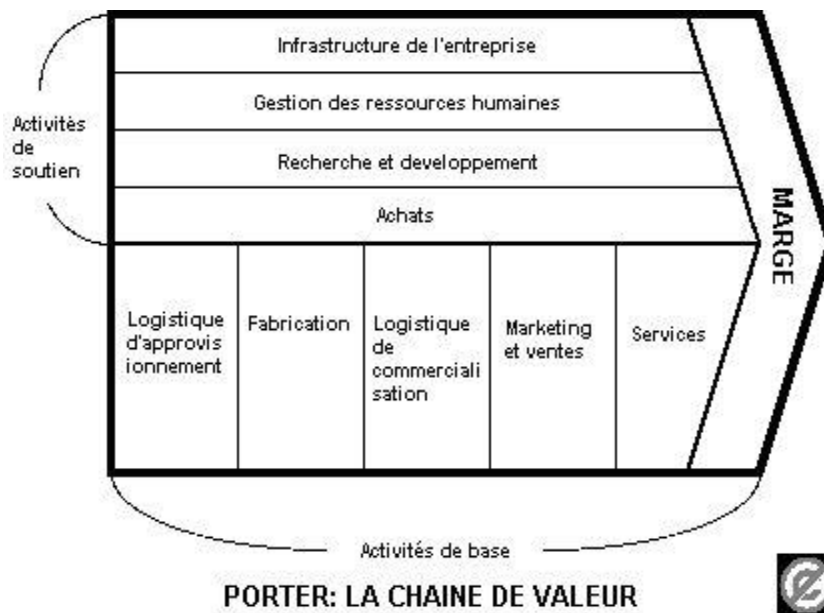 Infrastructure de l'entreprise
Gestion des ressources humaines
Recherche et developpement
Achats
Activités
de
soutien
MARGE
Logistique
d'approvis
ionnement
Fabrication
Logistique
de
commerciali
sation
Marketing
et ventes
Services
Activités de base
PORTER: LA CHAINE DE VALEUR